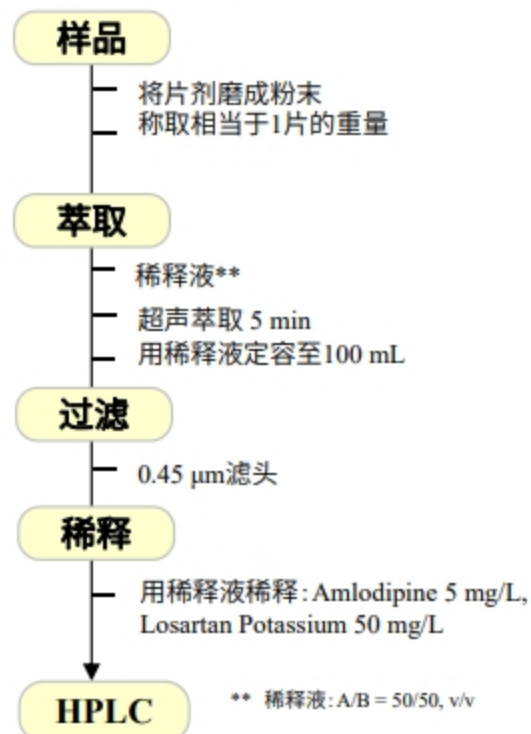 样品
将片剂磨成粉末
称取相当于1片的重量
萃取
稀释液**
超声萃取 5 min
用稀释液定容至100 mL
过滤
0.45 μm滤头
稀释
用稀释液稀释:Amlodipine 5 mg/L,
Losartan Potassium 50 mg/L
HPLC
** 稀释液:A/B = 50/50, v/v